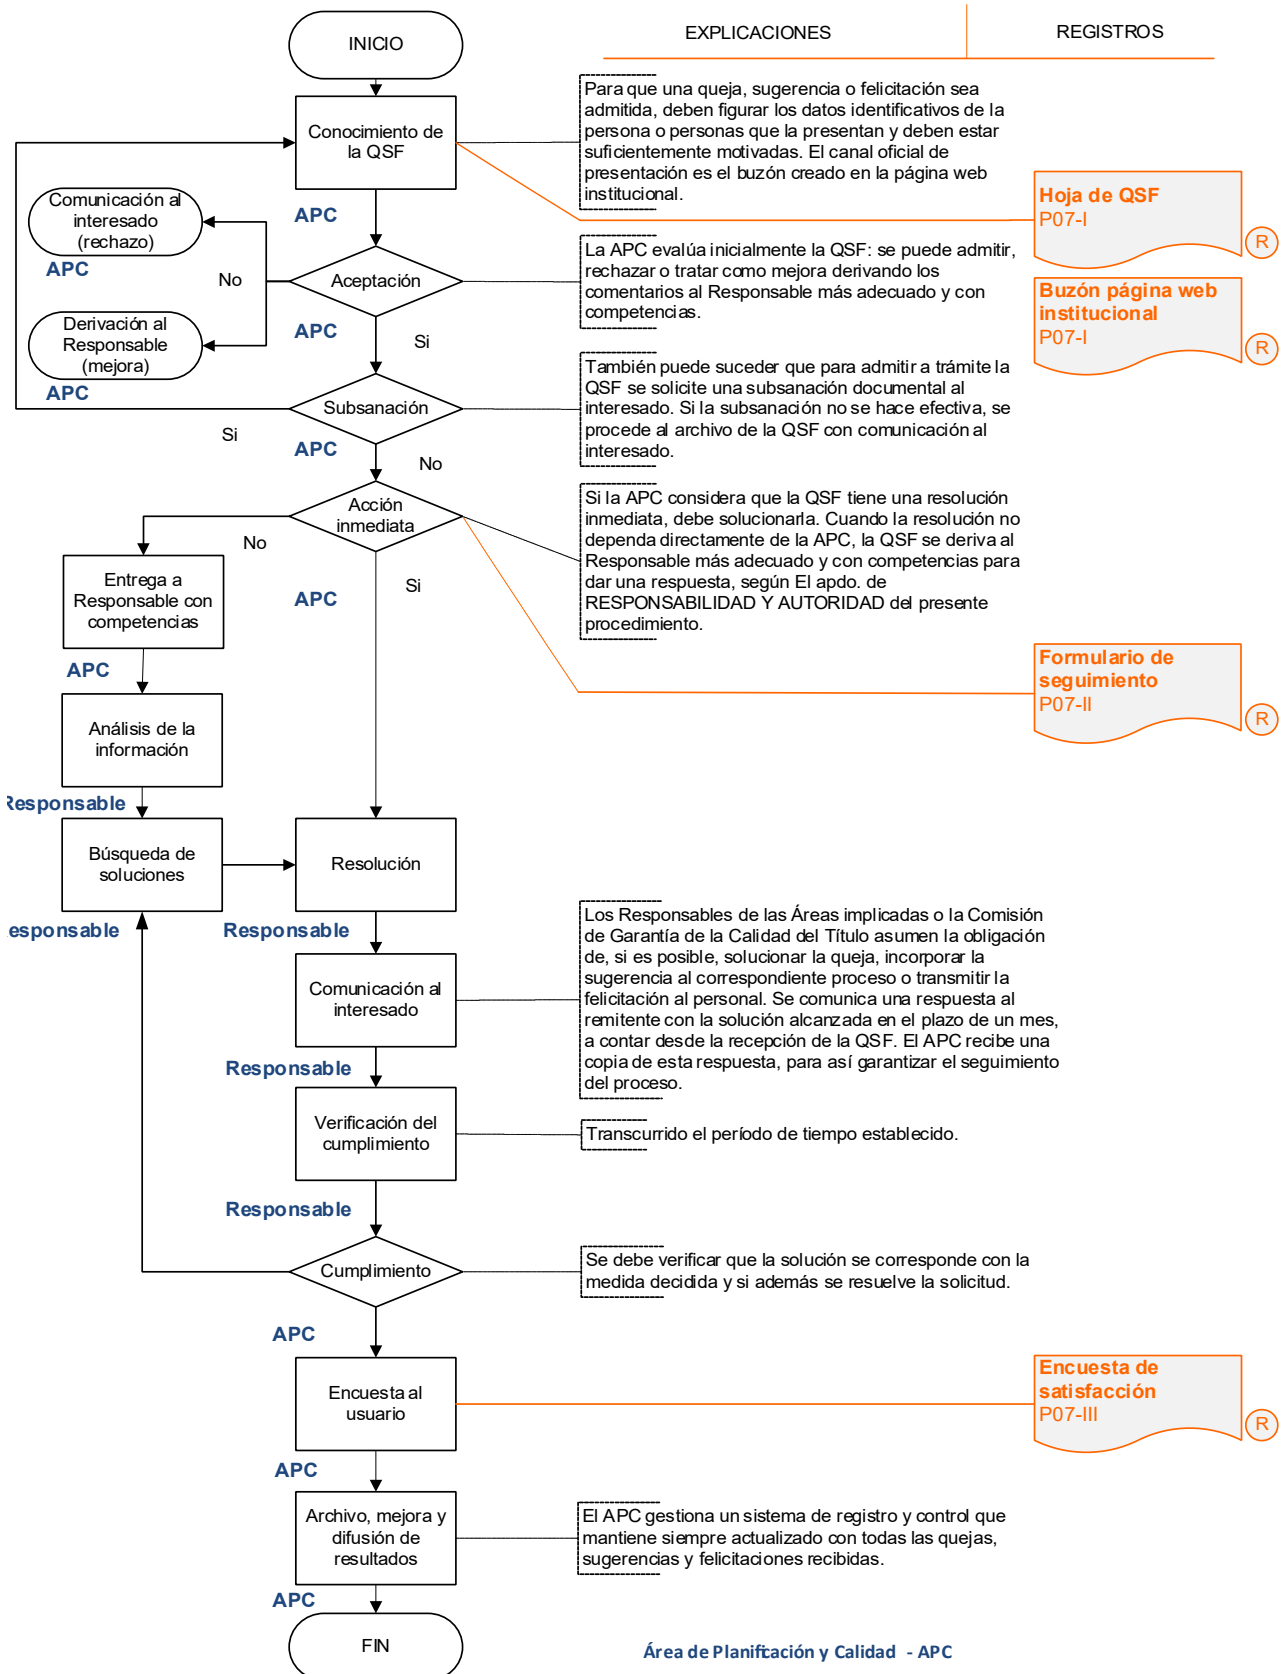 INICIO
EXPLICACIONES
REGISTROS
Para que una queja, sugerencia o felicitación sea
admitida, deben figurar los datos identificativos de la
persona o personas que la presentan y deben estar
suficientemente motivadas. El canal oficial de
presentación es el buzón creado en la página web
institucional.
Conocimiento de
la QSF
Hoja de QSF
P07-I
R
Comunicación al
interesado
(rechazo)
APC
APC
La APC evalúa inicialmente la QSF: se puede admitir,
rechazar o tratar como mejora derivando los
comentarios al Responsable más adecuado y con
competencias.
Aceptación
No
Buzón página web
institucional
P07-I
R
Derivación al
Responsable
(mejora)
APC
APC
Si
También puede suceder que para admitir a trámite la
QSF se solicite una subsanación documental al
interesado. Si la subsanación no se hace efectiva, se
procede al archivo de la QSF con comunicación al
interesado.
Subsanación
Si
APC
No
Si la APC considera que la QSF tiene una resolución
inmediata, debe solucionarla. Cuando la resolución no
dependa directamente de la APC, la QSF se deriva al
Responsable más adecuado y con competencias para
dar una respuesta, según El apdo. de
RESPONSABILIDAD Y AUTORIDAD del presente
procedimiento.
Acción
inmediata
No
Si
APC
Entrega a
Responsable con
competencias
APC
Formulario de
seguimiento
P07-II
R
Análisis de la
información
Responsable
Búsqueda de
soluciones
Resolución
esponsable
Responsable
Los Responsables de las Áreas implicadas o la Comisión
de Garantía de la Calidad del Título asumen la obligación
de, si es posible, solucionar la queja, incorporar la
sugerencia al correspondiente proceso o transmitir la
felicitación al personal. Se comunica una respuesta al
remitente con la solución alcanzada en el plazo de un mes,
a contar desde la recepción de la QSF. El APC recibe una
copia de esta respuesta, para así garantizar el seguimiento
del proceso.
Comunicación al
interesado
Responsable
Verificación del
cumplimiento
Transcurrido el período de tiempo establecido.
Responsable
Cumplimiento
Se debe verificar que la solución se corresponde con la
medida decidida y si además se resuelve la solicitud.
APC
Encuesta al
usuario
Encuesta de
satisfacción
P07-III
R
APC
Archivo, mejora y
difusión de
resultados
El APC gestiona un sistema de registro y control que
mantiene siempre actualizado con todas las quejas,
sugerencias y felicitaciones recibidas.
APC
FIN
Área de Planificación y Calidad - APC